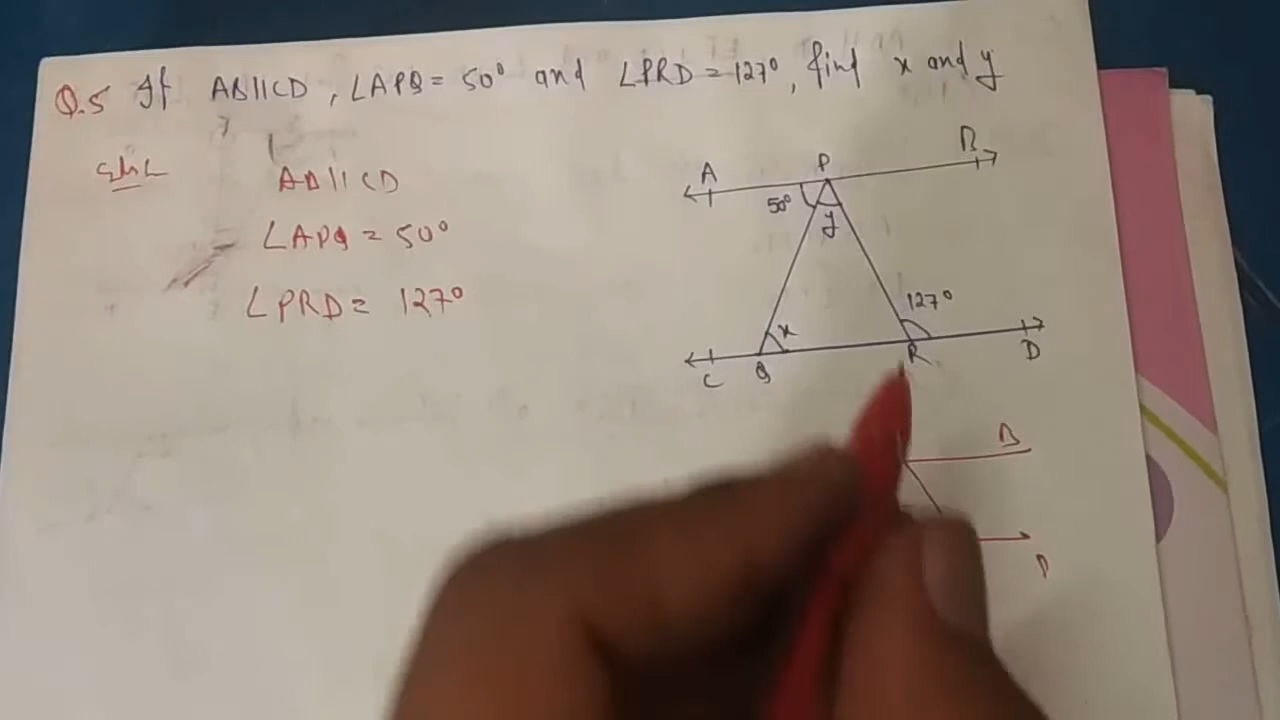 Q.5 If AB||CD, ∠APQ = 50° and ∠PRD = 127°, find x and y
Soln
AB||CD
∠APQ = 50°
∠PRD = 127°
A P B
50° y
x 127°
C Q R D
B
D